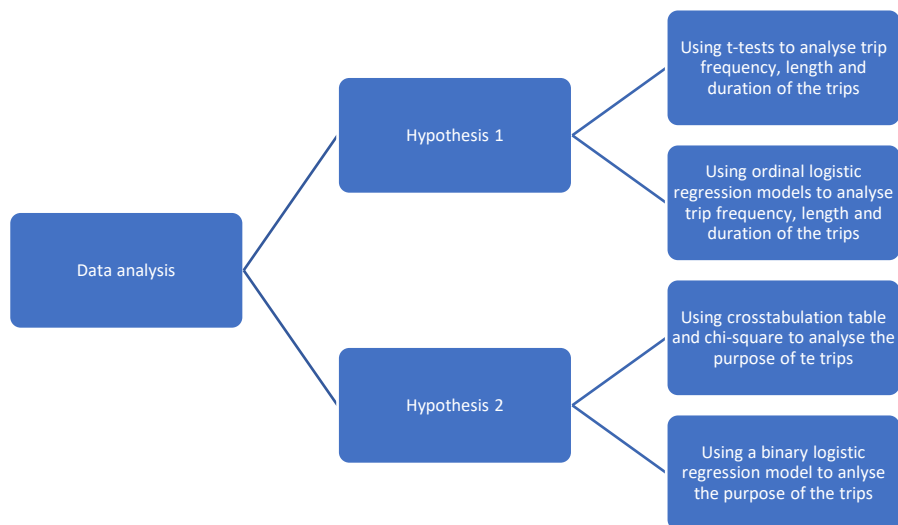 Data analysis
Hypothesis 1
Using t-tests to analyse trip
frequency, length and
duration of the trips
Using ordinal logistic
regression models to analyse
trip frequency, length and
duration of the trips
Hypothesis 2
Using crosstabulation table
and chi-square to analyse the
purpose of te trips
Using a binary logistic
regression model to anlyse
the purpose of the trips